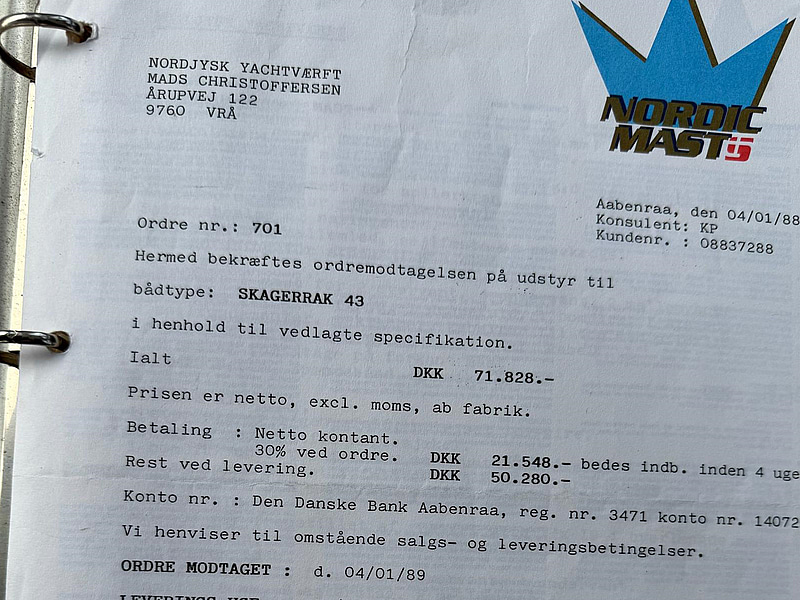 NORDJYSK YACHTVÆRFT
MADS CHRISTOFFERSEN
ÅRUPVEJ 122
9760 VRÅ
NORDIC
MAST
Aabenraa, den 04/01/88
Konsulent: KP
Kundenr. : 08837288
Ordre nr.: 701
Hermed bekræftes ordremodtagelsen på udstyr til
bådtype: SKAGERRAK 43
i henhold til vedlagte specifikation.
Ialt DKK 71.828.-
Prisen er netto, excl. moms, ab fabrik.
Betaling : Netto kontant.
30% ved ordre. DKK 21.548.- bedes indb. inden 4 uge
Rest ved levering. DKK 50.280.-
Konto nr. : Den Danske Bank Aabenraa, reg. nr. 3471 konto nr. 14072
Vi henviser til omstående salgs- og leveringsbetingelser.
ORDRE MODTAGET : d. 04/01/89